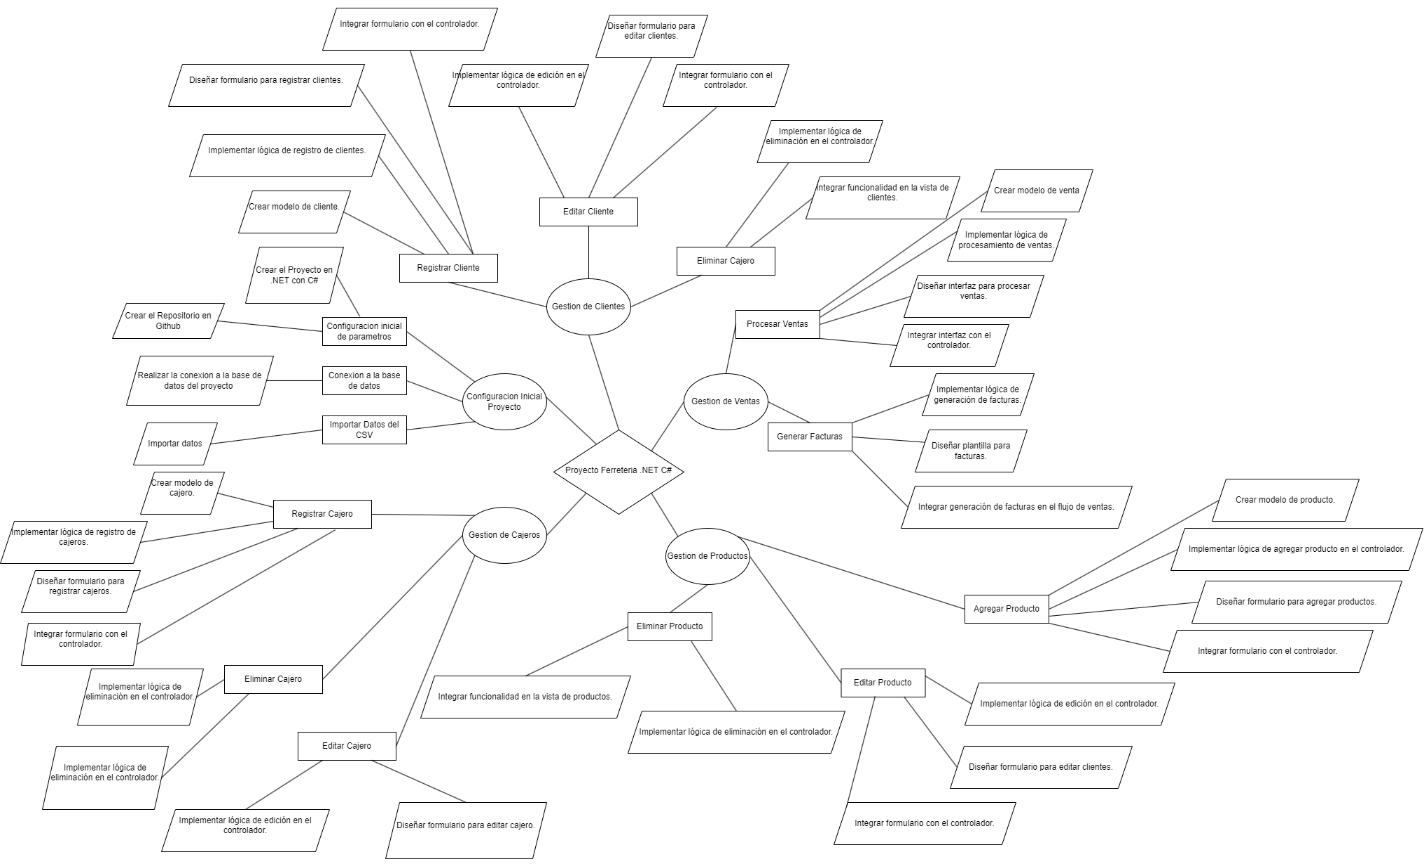 Integrar formulario con el controlador.
Diseñar formulario para
editar clientes.
Diseñar formulario para registrar clientes.
Implementar lógica de edición en el
controlador.
Integrar formulario con el
controlador.
Implementar lógica de registro de clientes.
Implementar lógica de
eliminación en el controlador.
Crear modelo de cliente.
Editar Cliente
Integrar funcionalidad en la vista de
clientes.
Crear modelo de venta
Implementar lógica de
procesamiento de ventas.
Crear el Proyecto en
.NET con C#
Registrar Cliente
Eliminar Cajero
Diseñar interfaz para procesar
ventas.
Gestion de Clientes
Crear el Repositorio en
Github
Configuracion inicial
de parametros
Procesar Ventas
Integrar interfaz con el
controlador.
Realizar la conexion a la base de
datos del proyecto
Conexion a la base
de datos
Configuracion Inicial
Proyecto
Gestion de Ventas
Implementar lógica de
generación de facturas.
Importar datos
Importar Datos del
CSV
Generar Facturas
Diseñar plantilla para
facturas.
Proyecto Ferreteria .NET C#
Crear modelo de
cajero.
Integrar generación de facturas en el flujo de ventas.
Crear modelo de producto.
Registrar Cajero
Implementar lógica de registro de
cajeros.
Gestion de Cajeros
Gestion de Productos
Implementar lógica de agregar producto en el controlador.
Diseñar formulario para
registrar cajeros.
Agregar Producto
Diseñar formulario para agregar productos.
Integrar formulario con el
controlador.
Eliminar Producto
Integrar formulario con el controlador.
Implementar lógica de
eliminación en el controlador.
Eliminar Cajero
Integrar funcionalidad en la vista de productos.
Editar Producto
Implementar lógica de edición en el controlador.
Implementar lógica de eliminación en el controlador.
Editar Cajero
Implementar lógica de
eliminación en el controlador.
Diseñar formulario para editar clientes.
Implementar lógica de edición en el
controlador.
Diseñar formulario para editar cajero.
Integrar formulario con el controlador.